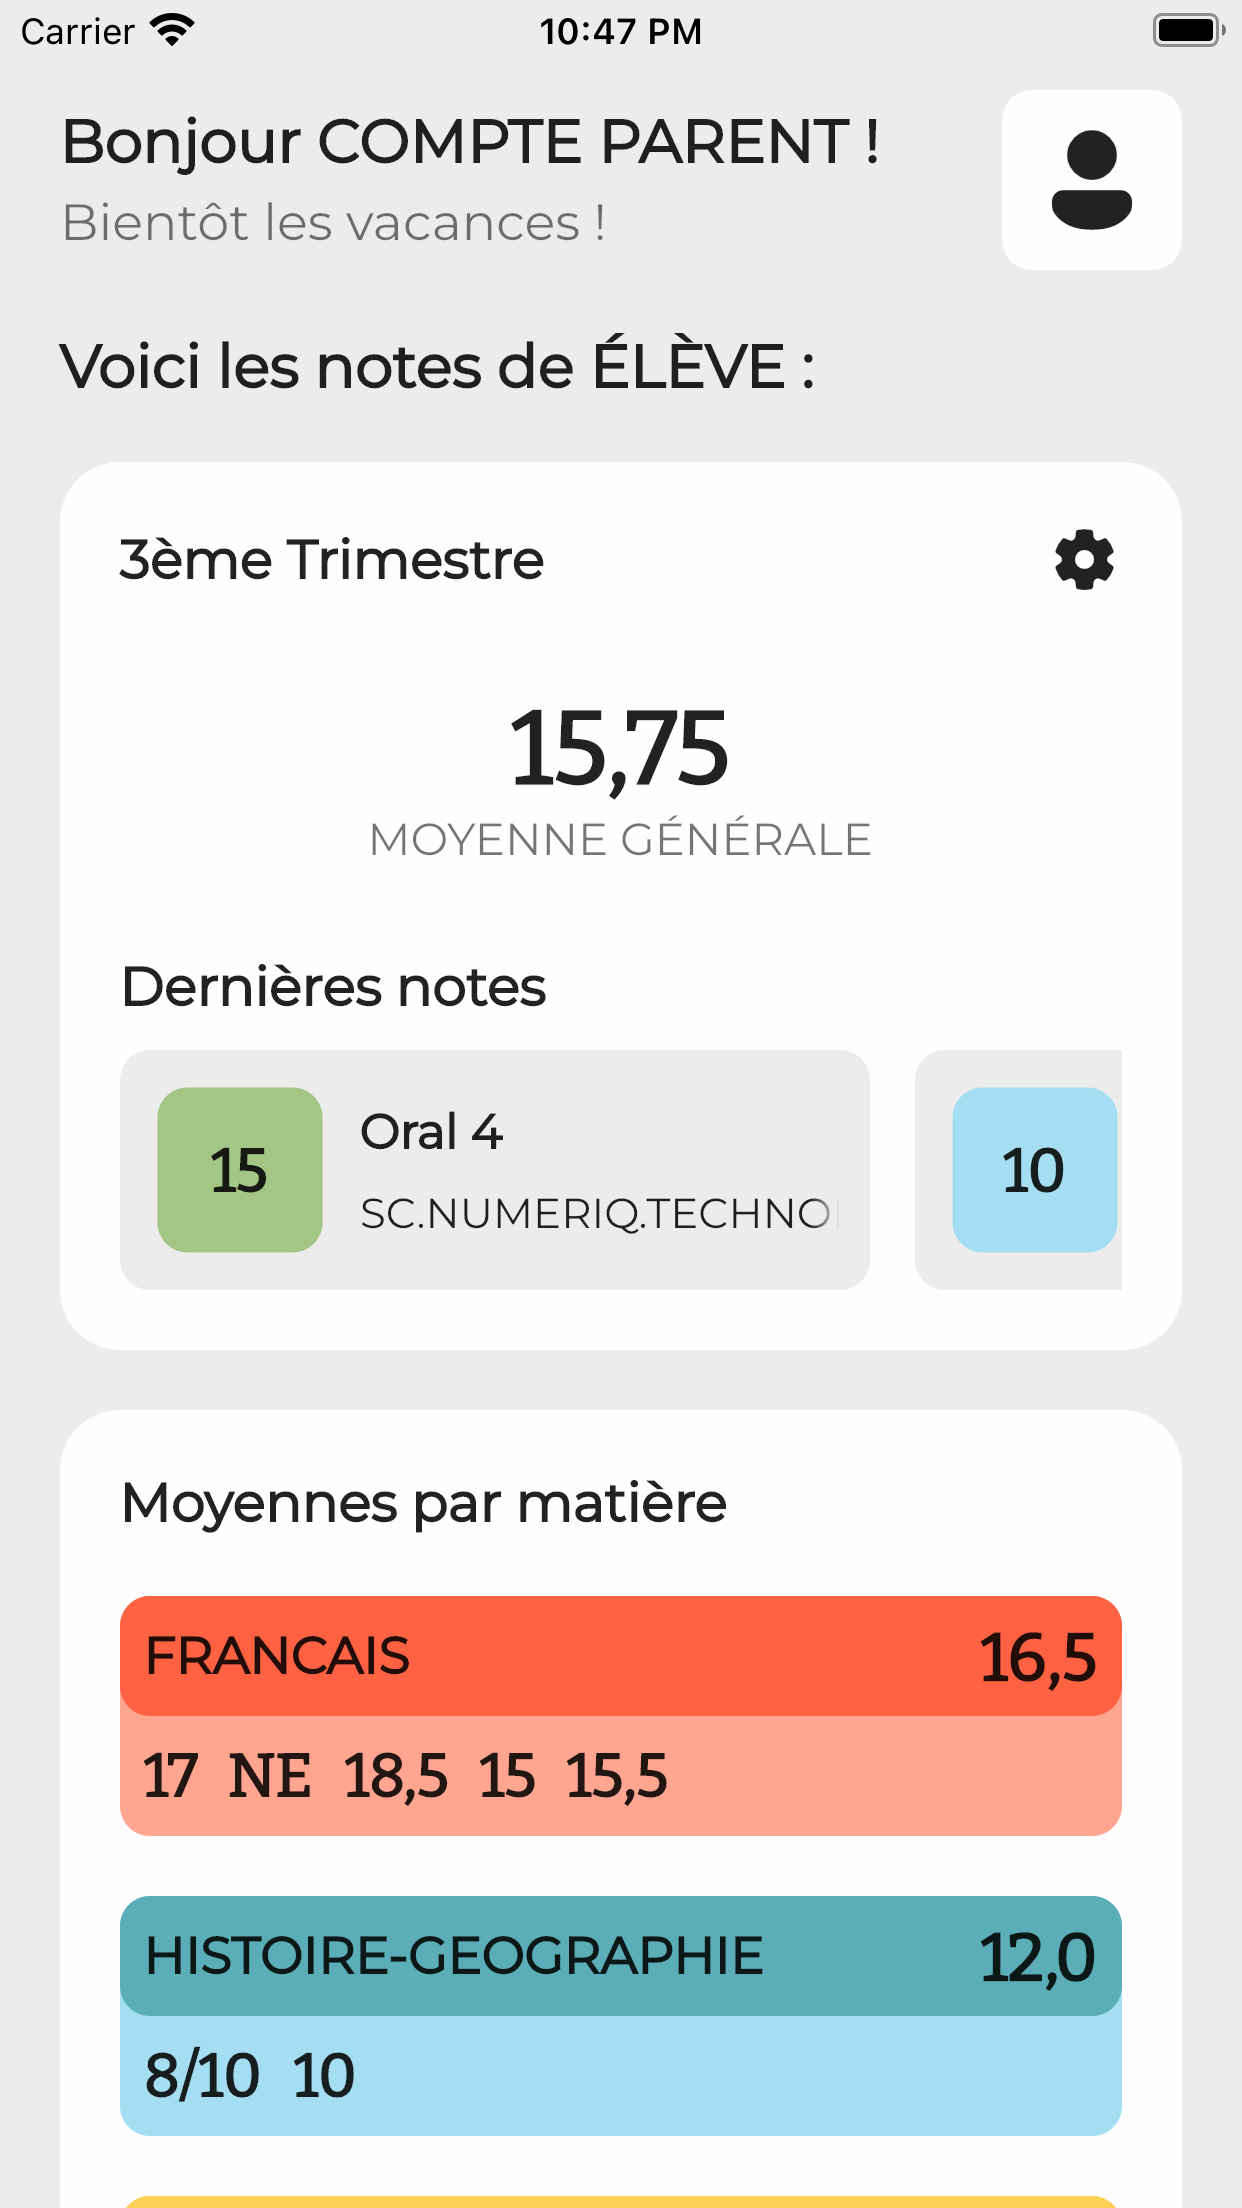 Carrier 10:47 PM
Bonjour COMPTE PARENT !
Bientôt les vacances !
Voici les notes de ÉLÈVE :
3ème Trimestre
15,75
MOYENNE GÉNÉRALE
Dernières notes
15 Oral 4
SC.NUMERIQ.TECHNO
10
Moyennes par matière
FRANCAIS 16,5
17 NE 18,5 15 15,5
HISTOIRE-GEOGRAPHIE 12,0
8/10 10